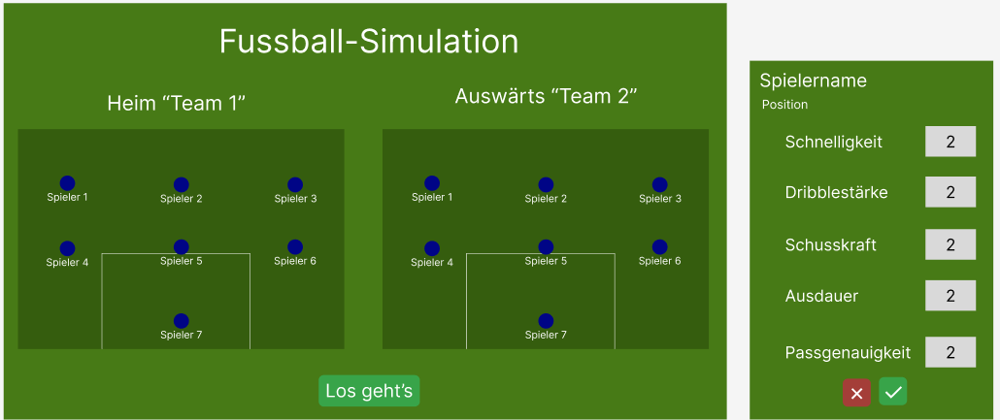 Fussball-Simulation
Heim “Team 1”
Auswärts “Team 2”
Spieler 1
Spieler 2
Spieler 3
Spieler 4
Spieler 5
Spieler 6
Spieler 7
Spieler 1
Spieler 2
Spieler 3
Spieler 4
Spieler 5
Spieler 6
Spieler 7
Los geht’s
Spielername
Position
Schnelligkeit 2
Dribblestärke 2
Schusskraft 2
Ausdauer 2
Passgenauigkeit 2